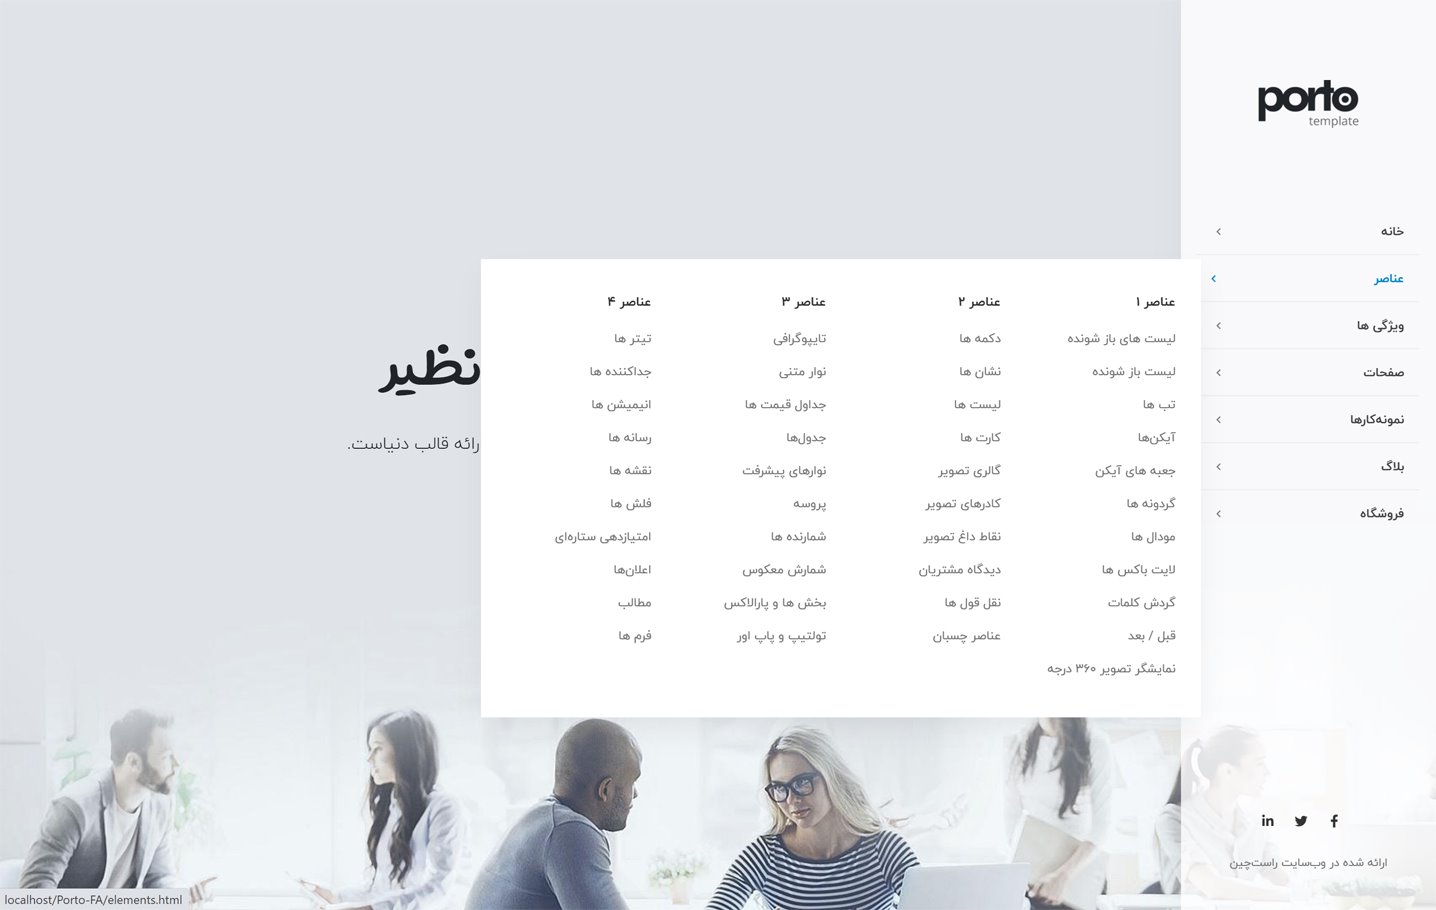 porto
template
خانه
عناصر
ویژگی ها
صفحات
نمونه‌کارها
بلاگ
فروشگاه
عناصر ۱
لیست های باز شونده
لیست باز شونده
تب ها
آیکن‌ها
جعبه های آیکن
گردونه ها
مودال ها
لایت باکس ها
گردش کلمات
قبل / بعد
نمایشگر تصویر ۳۶۰ درجه
عناصر ۲
دکمه ها
نشان ها
لیست ها
کارت ها
گالری تصویر
کادرهای تصویر
نقاط داغ تصویر
دیدگاه مشتریان
نقل قول ها
عناصر چسبان
عناصر ۳
تایپوگرافی
نوار متنی
جداول قیمت ها
جدول‌ها
نوارهای پیشرفت
پروسه
شمارنده ها
شمارش معکوس
بخش ها و پارالاکس
تولتیپ و پاپ اور
عناصر ۴
تیتر ها
جداکننده ها
انیمیشن ها
رسانه ها
نقشه ها
فلش ها
امتیازدهی ستاره‌ای
اعلان‌ها
مطالب
فرم ها
نظیر
رائه قالب دنیاست.
ارائه شده در وب‌سایت راست‌چین
localhost/Porto-FA/elements.html